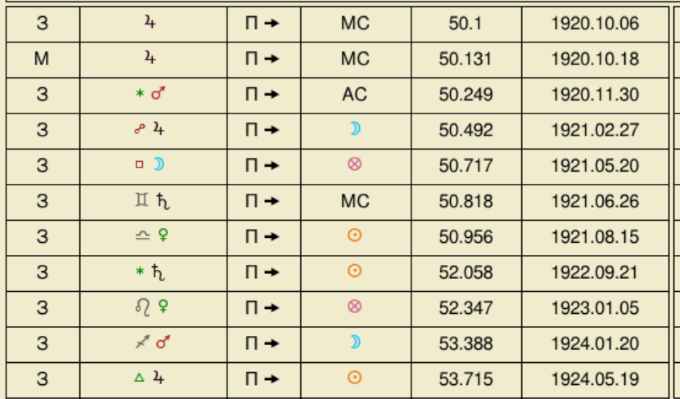 З ♃ П ➞ MC 50.1 1920.10.06
М ♃ П ➞ MC 50.131 1920.10.18
З ✶ ♂ П ➞ AC 50.249 1920.11.30
З ☍ ♃ П ➞ ☽ 50.492 1921.02.27
З □ ☽ П ➞ ⊗ 50.717 1921.05.20
З ♊ ♄ П ➞ MC 50.818 1921.06.26
З ♎ ♀ П ➞ ☉ 50.956 1921.08.15
З ✶ ♄ П ➞ ☉ 52.058 1922.09.21
З ♌ ♀ П ➞ ⊗ 52.347 1923.01.05
З ♐ ♂ П ➞ ☽ 53.388 1924.01.20
З △ ♃ П ➞ ☉ 53.715 1924.05.19